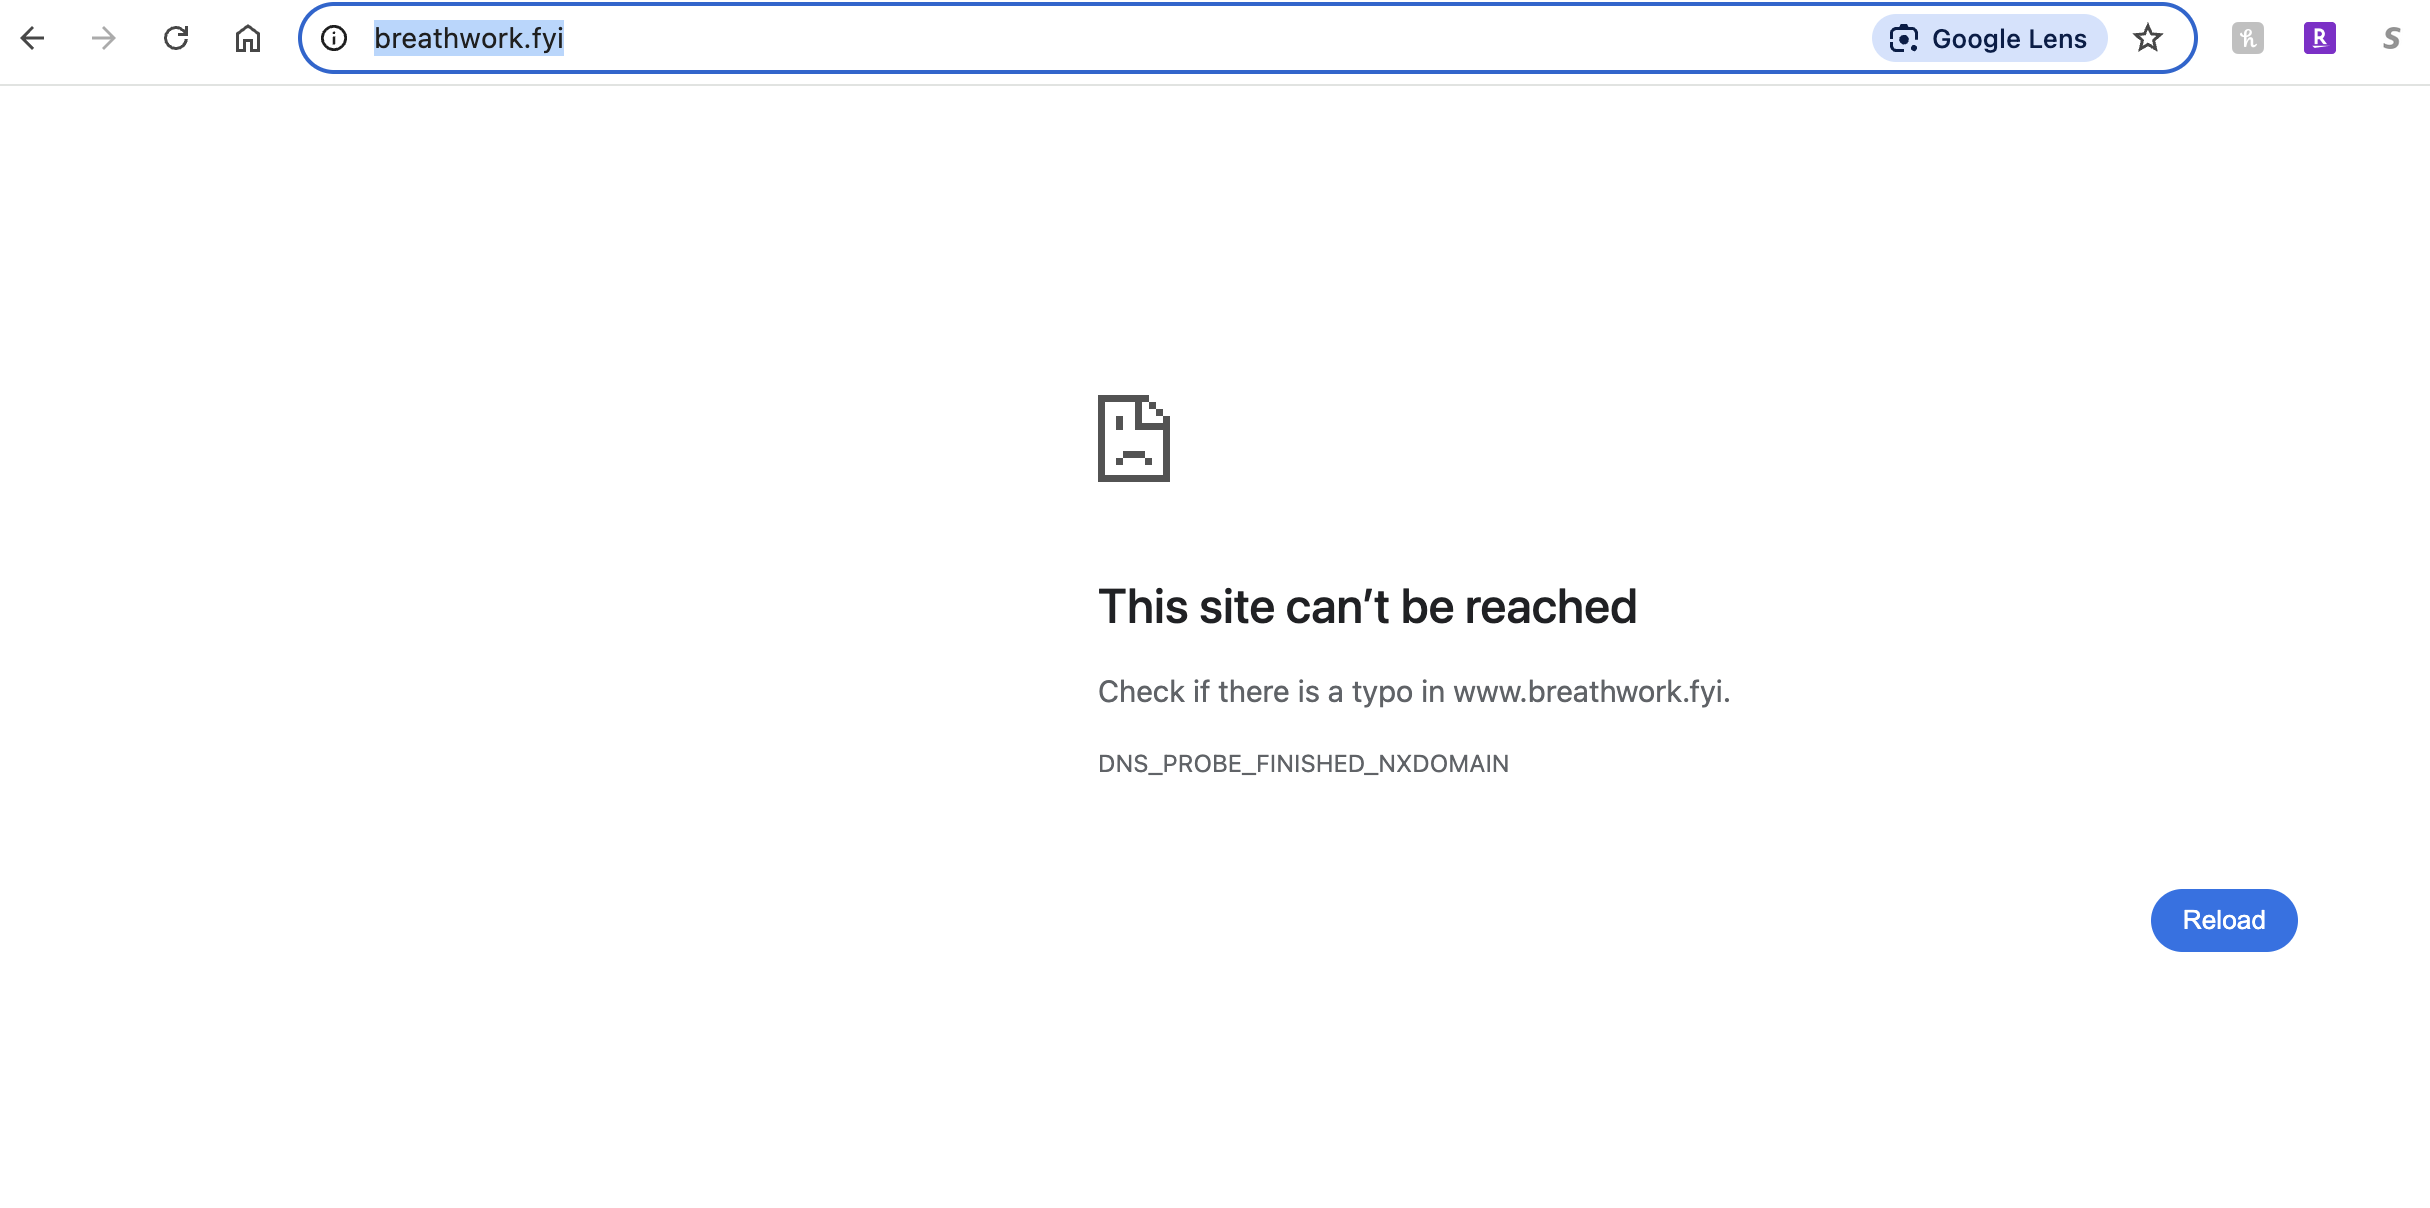 breathwork.fyi
Google Lens
R
S
This site can’t be reached
Check if there is a typo in www.breathwork.fyi.
DNS_PROBE_FINISHED_NXDOMAIN
Reload